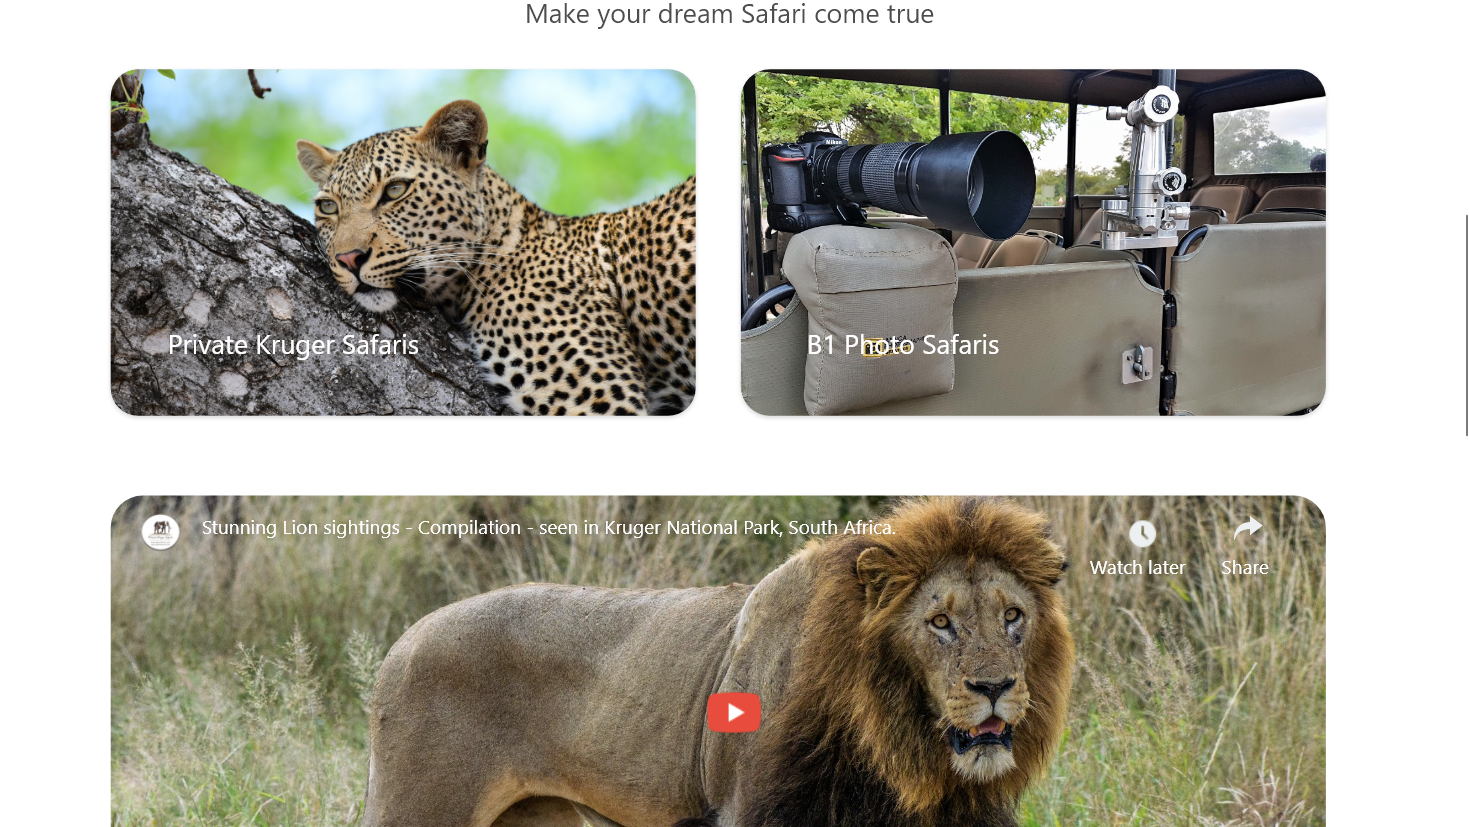 Make your dream Safari come true
Private Kruger Safaris
Nikon
B1 Photo Safaris
Stunning Lion sightings - Compilation - seen in Kruger National Park, South Africa.
Watch later
Share